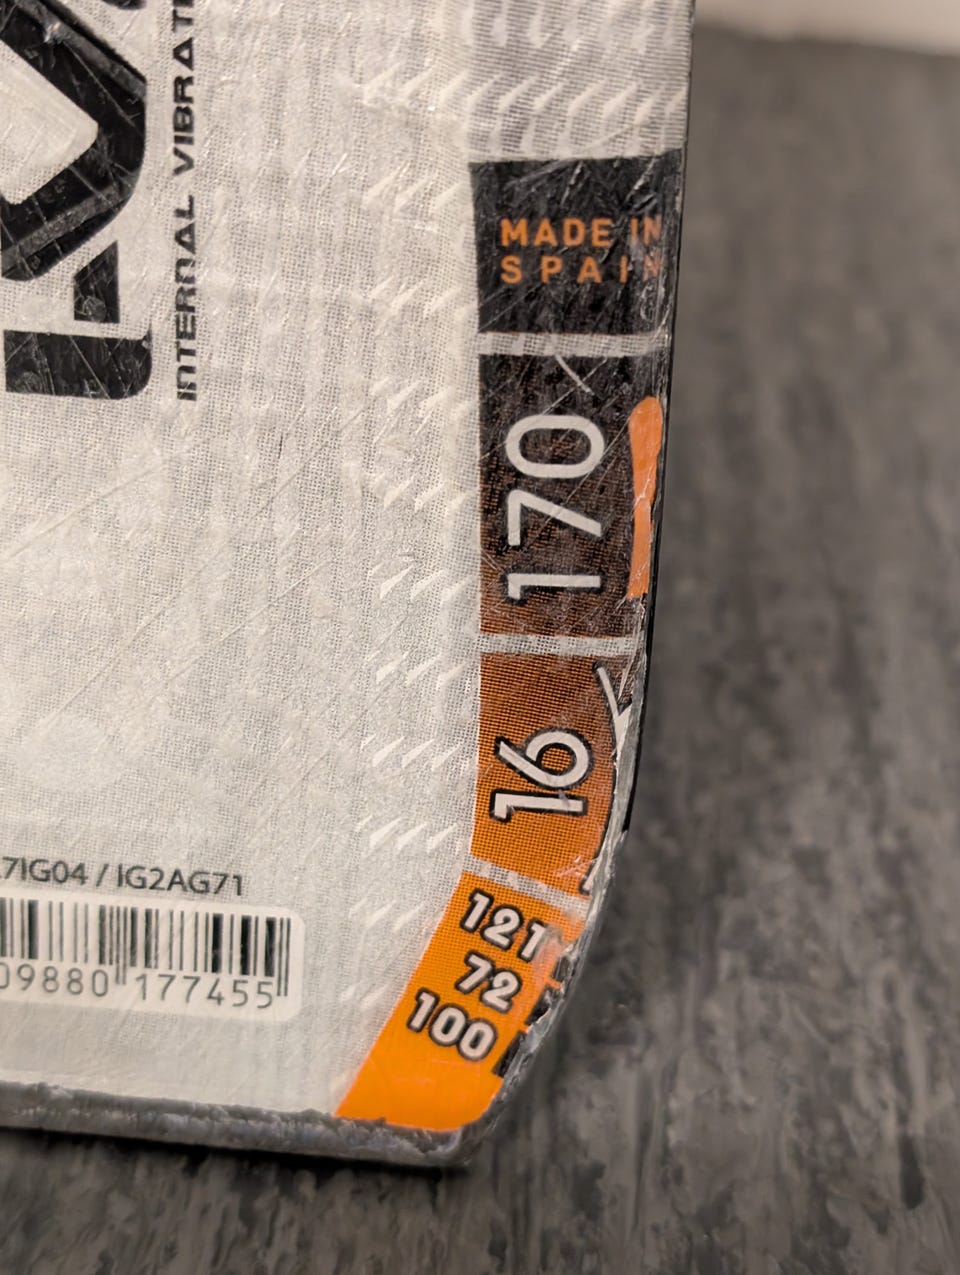 INTERNAL VIBRAT
MADE IN
SPAIN
170
16
121
72
100
7IG04 / IG2AG71
09880 177455